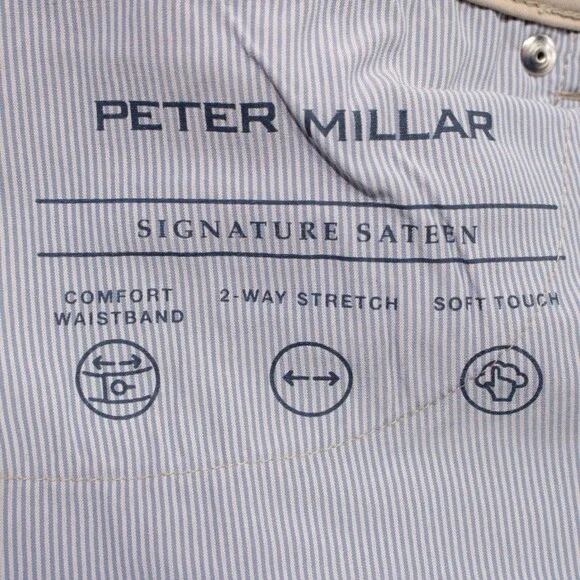 PETER MILLAR
SIGNATURE SATEEN
COMFORT
WAISTBAND
2-WAY STRETCH
SOFT TOUCH